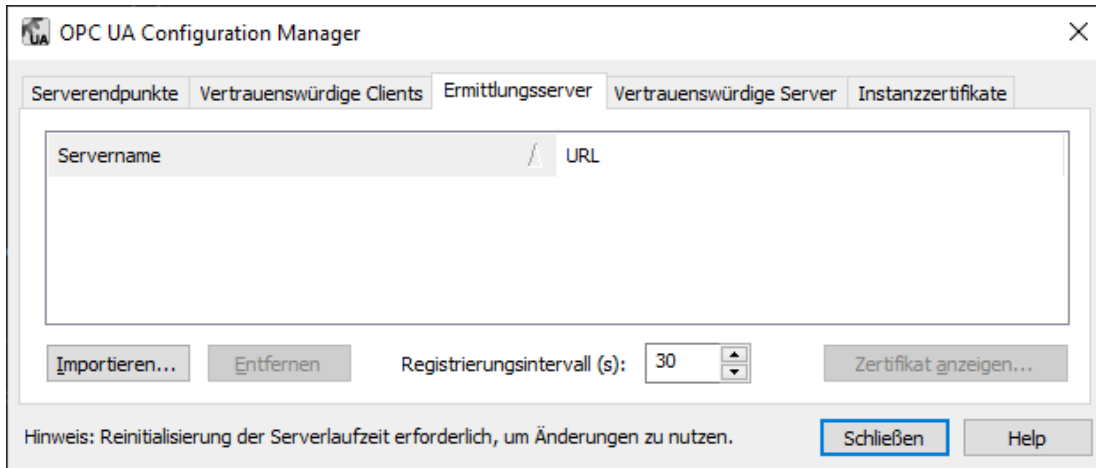 UA OPC UA Configuration Manager
Serverendpunkte Vertrauenswürdige Clients Ermittlungsserver Vertrauenswürdige Server Instanzzertifikate
Servername URL
Importieren... Entfernen Registrierungsintervall (s): 30 Zertifikat anzeigen...
Hinweis: Reinitialisierung der Serverlaufzeit erforderlich, um Änderungen zu nutzen. Schließen Help